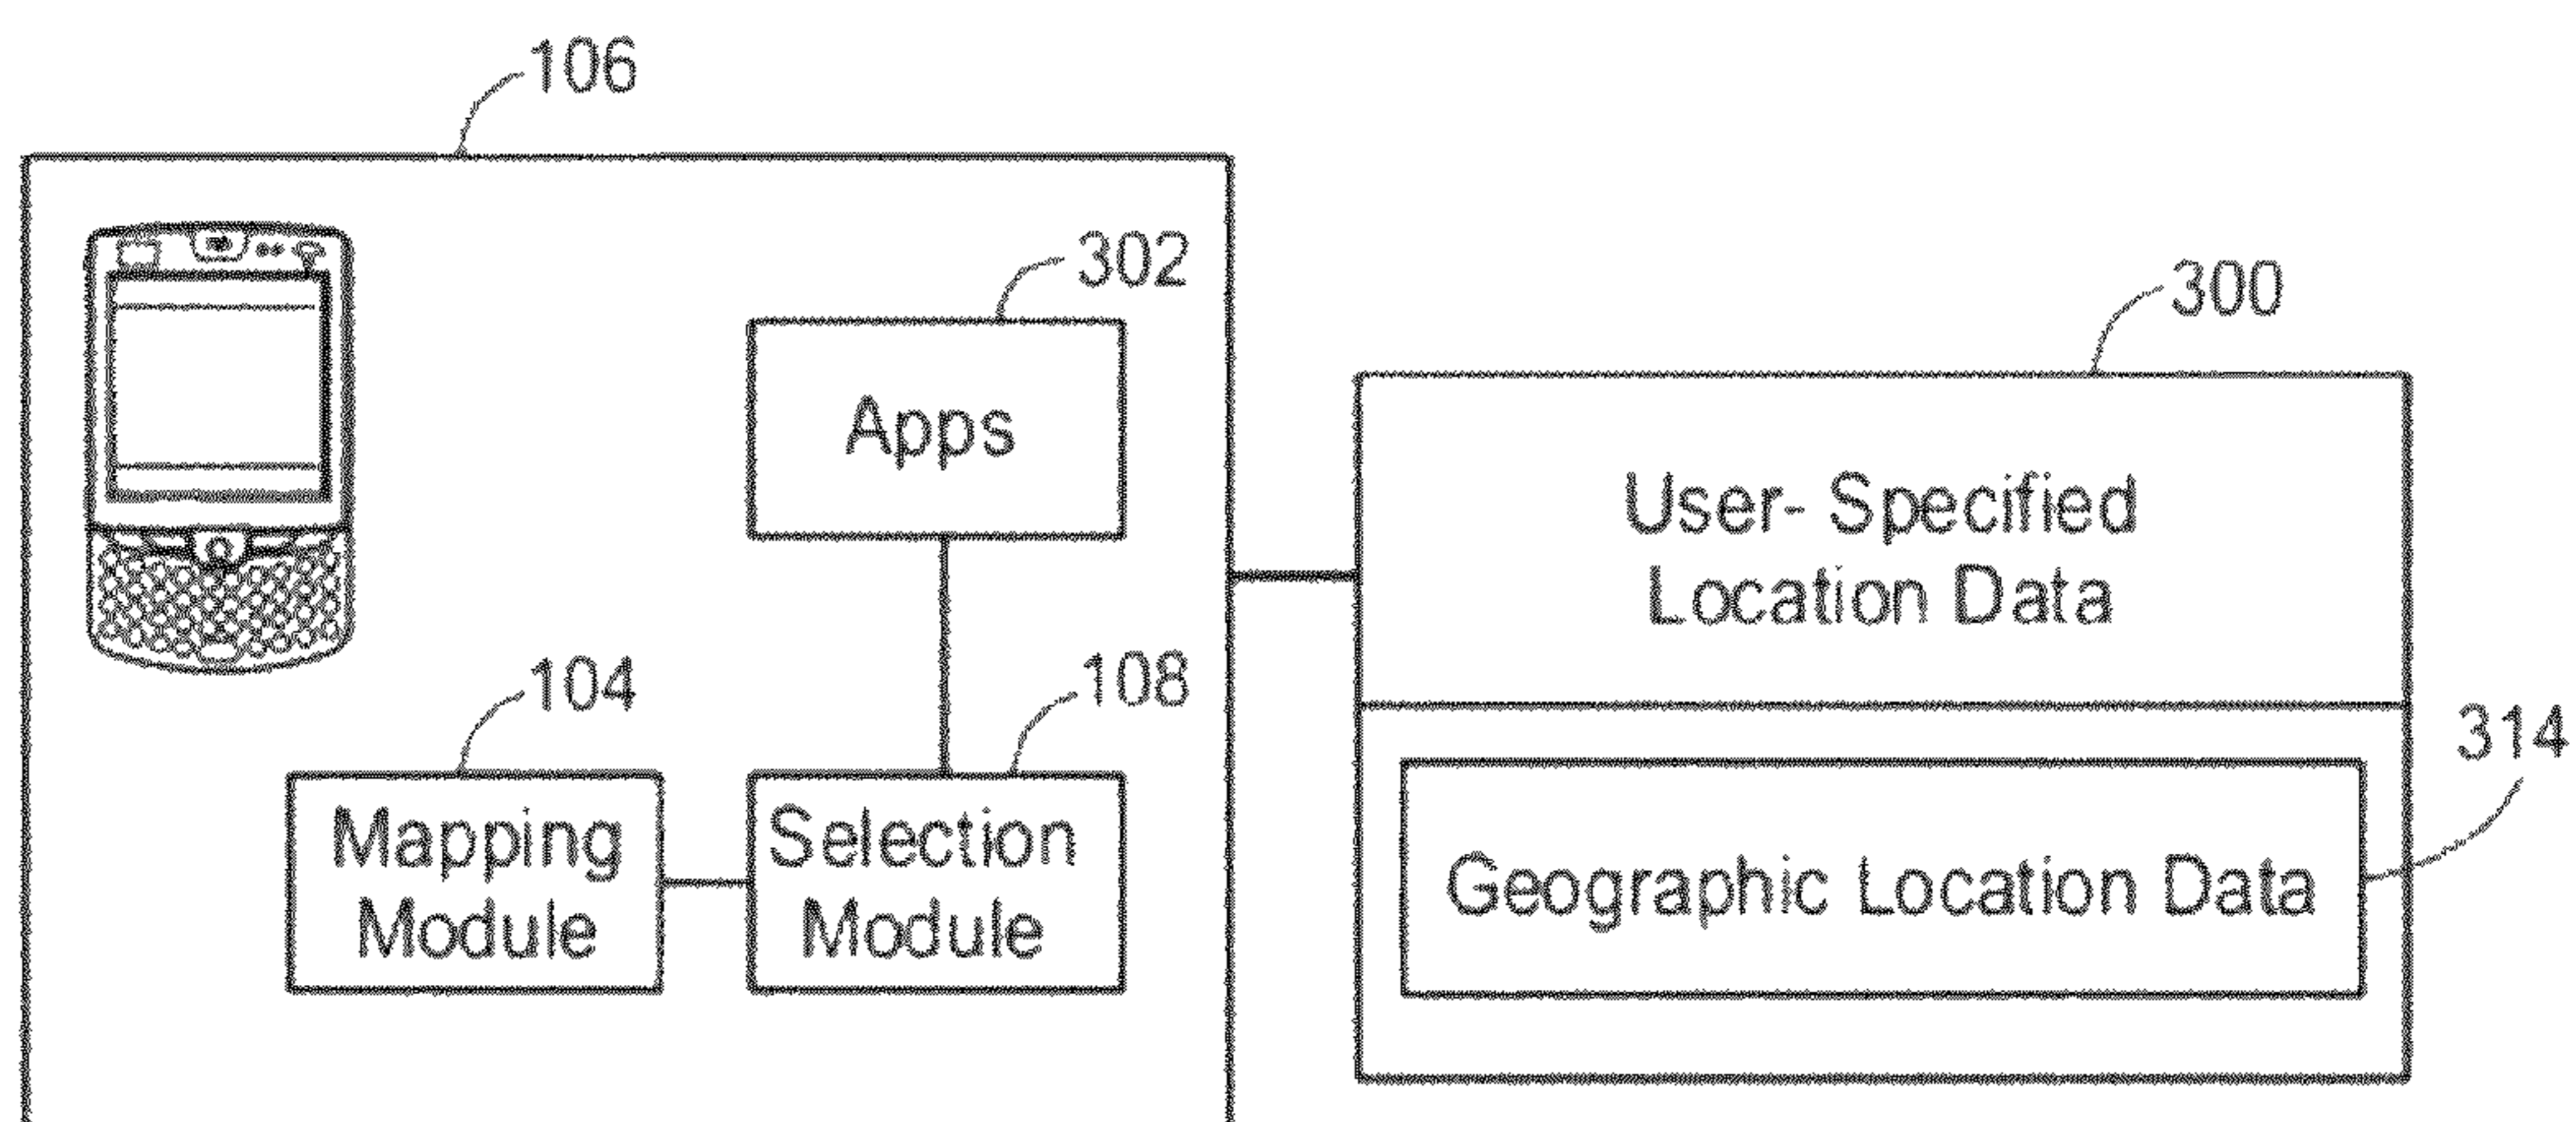 106
302
Apps
300
User- Specified
Location Data
104
108
Mapping
Module
Selection
Module
314
Geographic Location Data